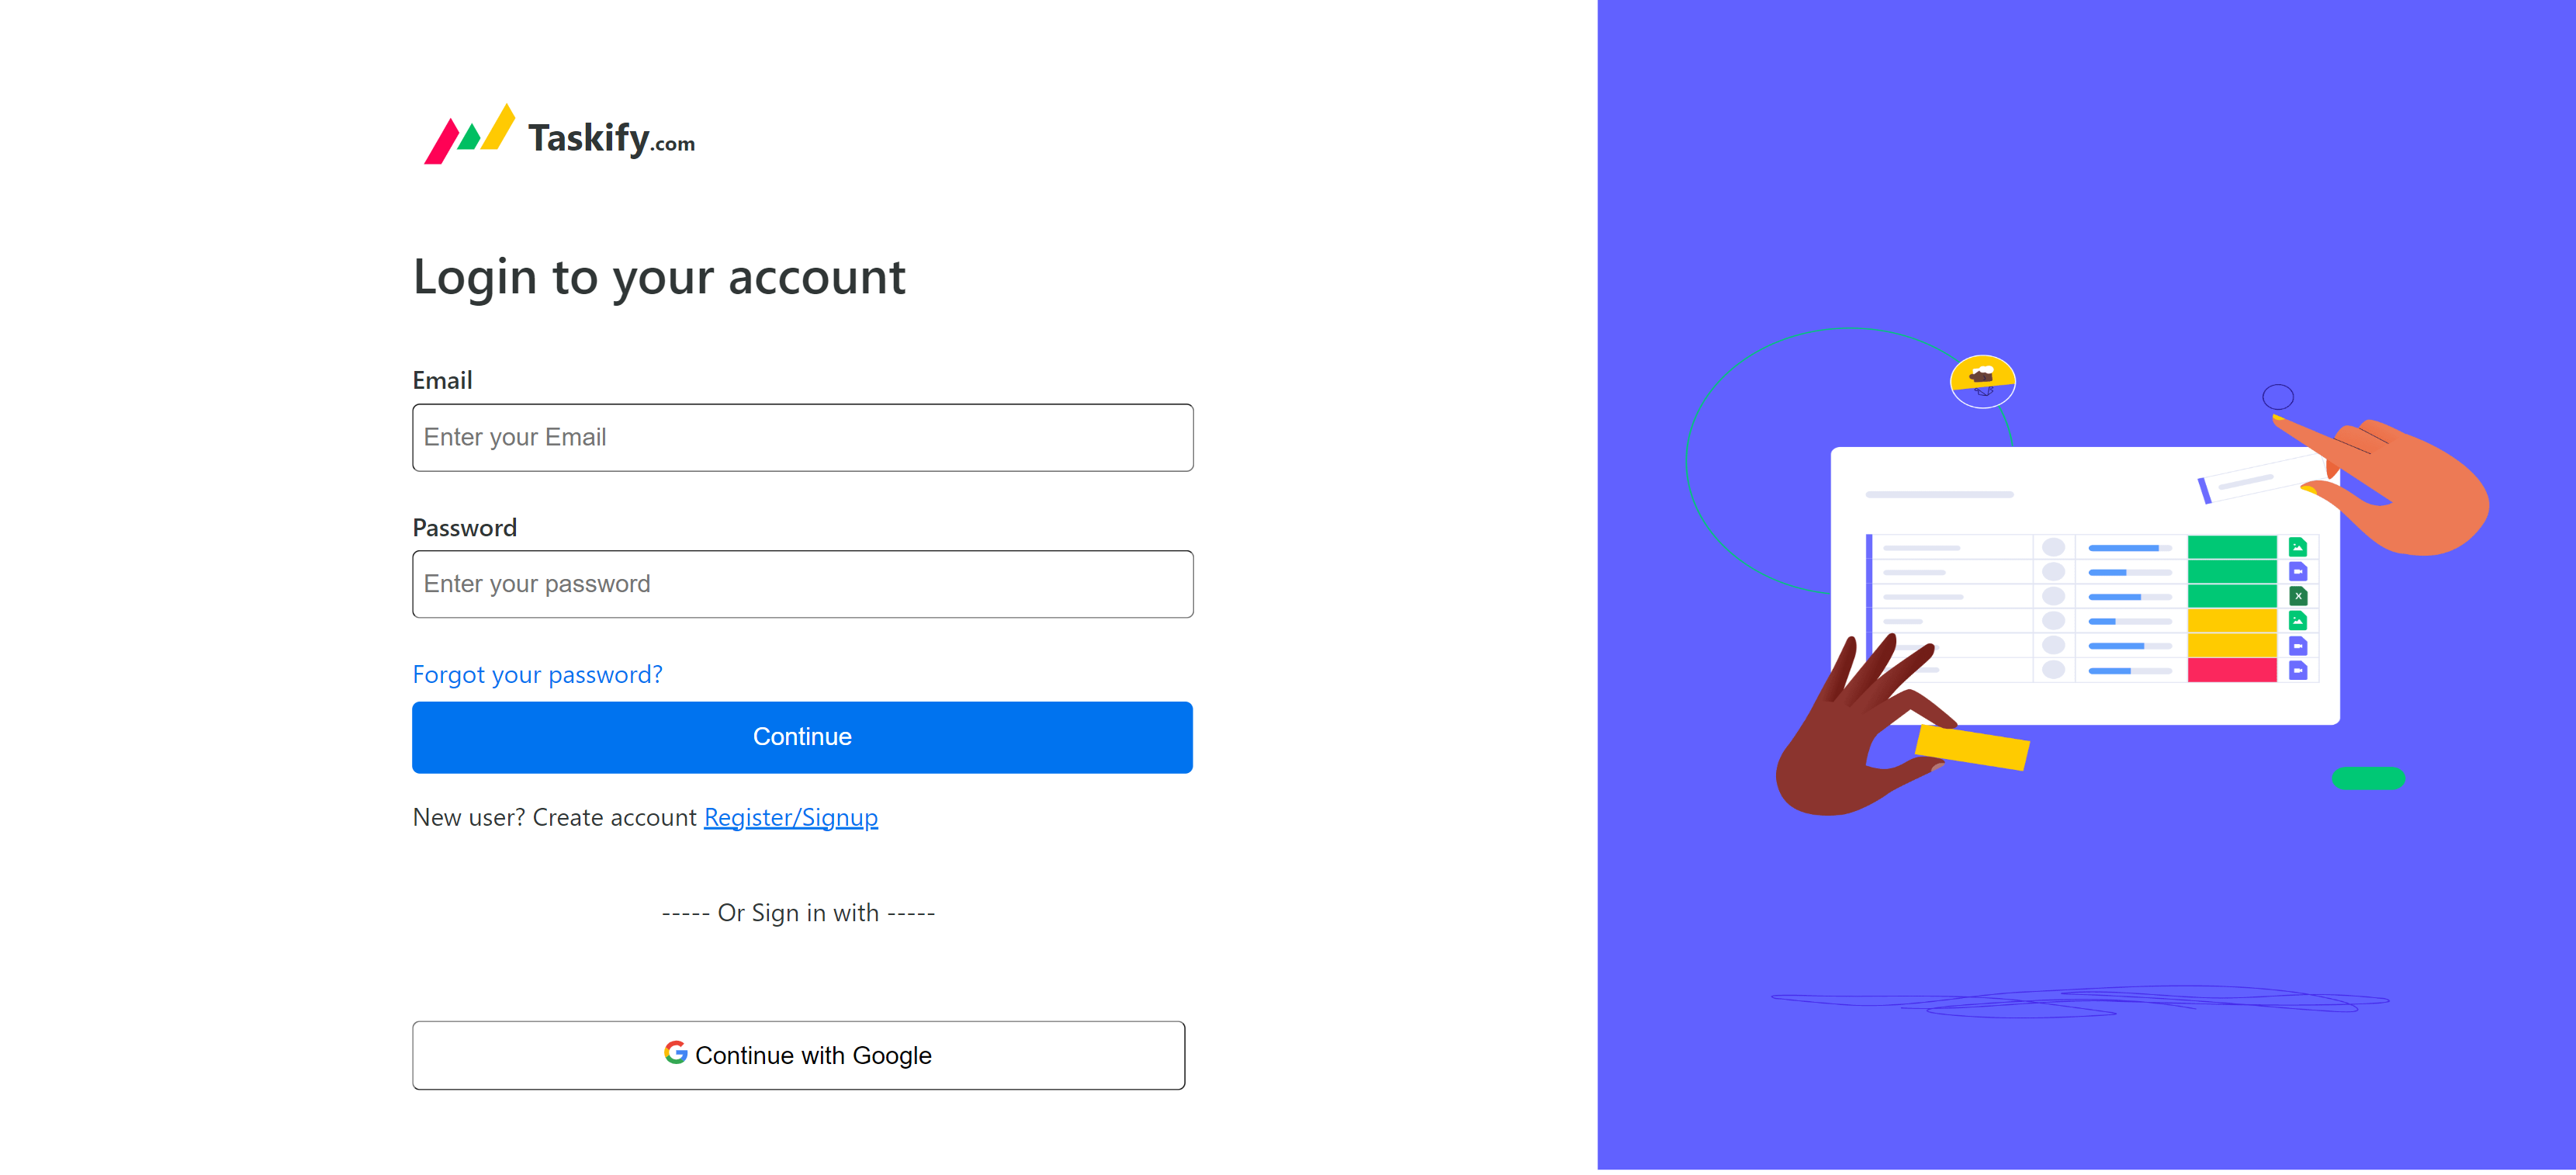 Taskify.com
Login to your account
Email
Enter your Email
Password
Enter your password
Forgot your password?
Continue
New user? Create account Register/Signup
----- Or Sign in with -----
Continue with Google